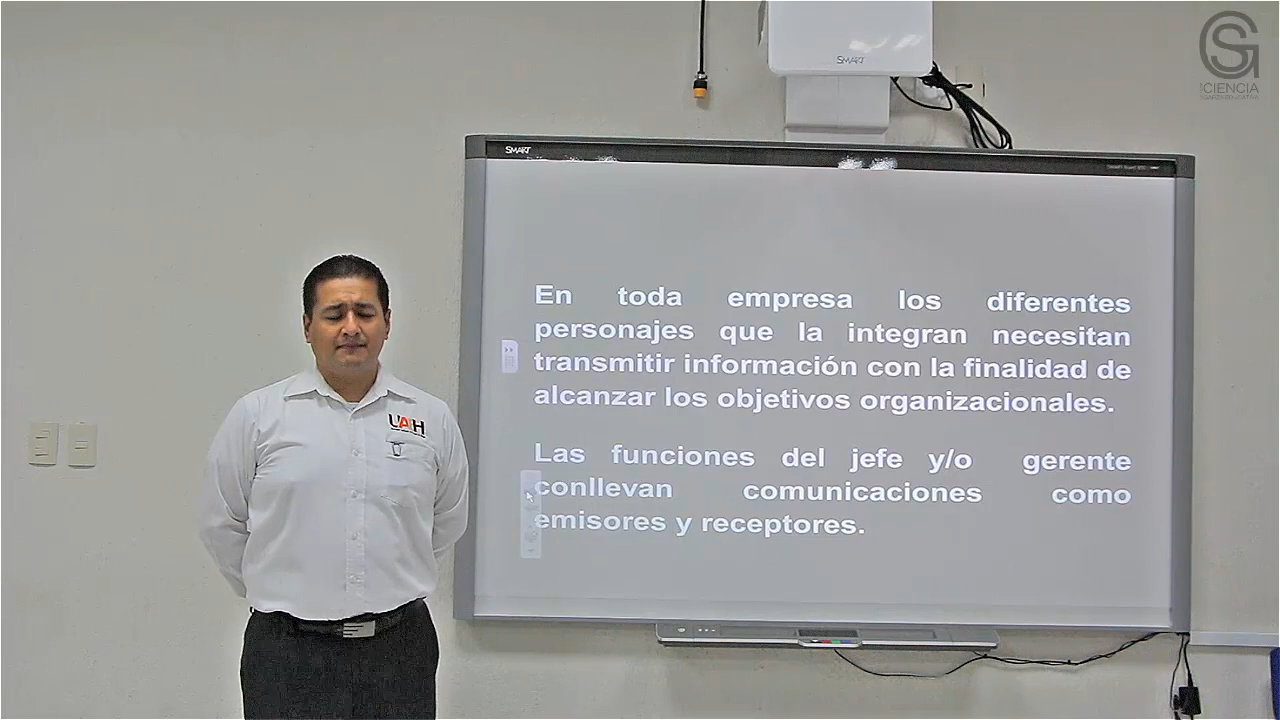 SMART
CIENCIA
SMART
En toda empresa los diferentes
personajes que la integran necesitan
transmitir información con la finalidad de
alcanzar los objetivos organizacionales.
Las funciones del jefe y/o gerente
conllevan comunicaciones como
emisores y receptores.